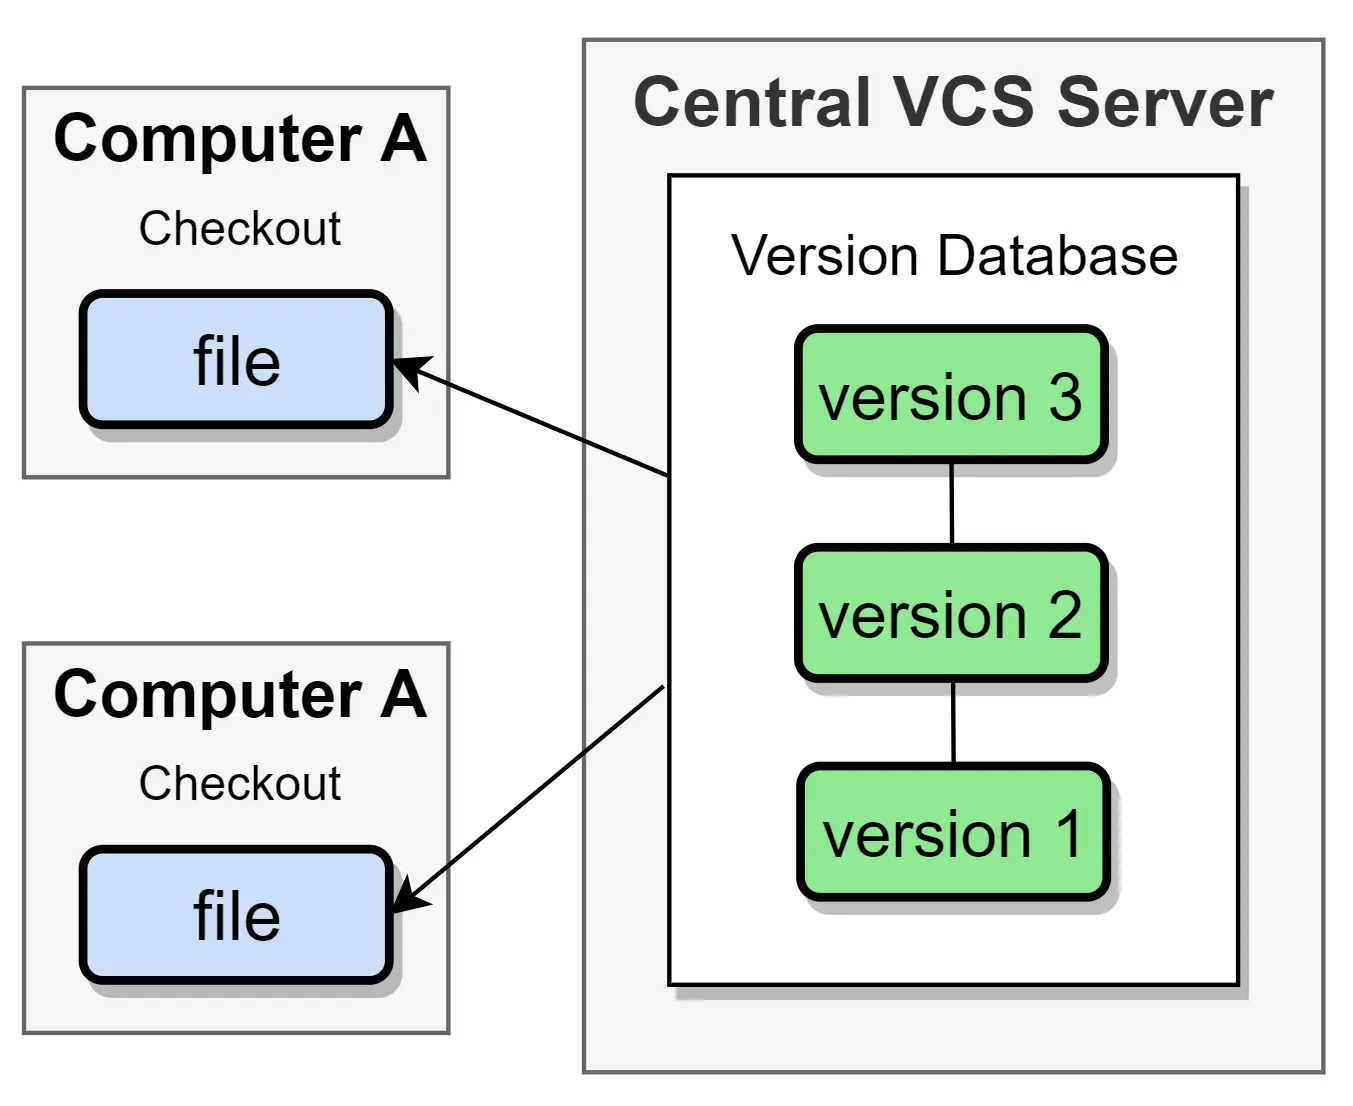 Computer A
Checkout
file
Computer A
Checkout
file
Central VCS Server
Version Database
version 3
version 2
version 1